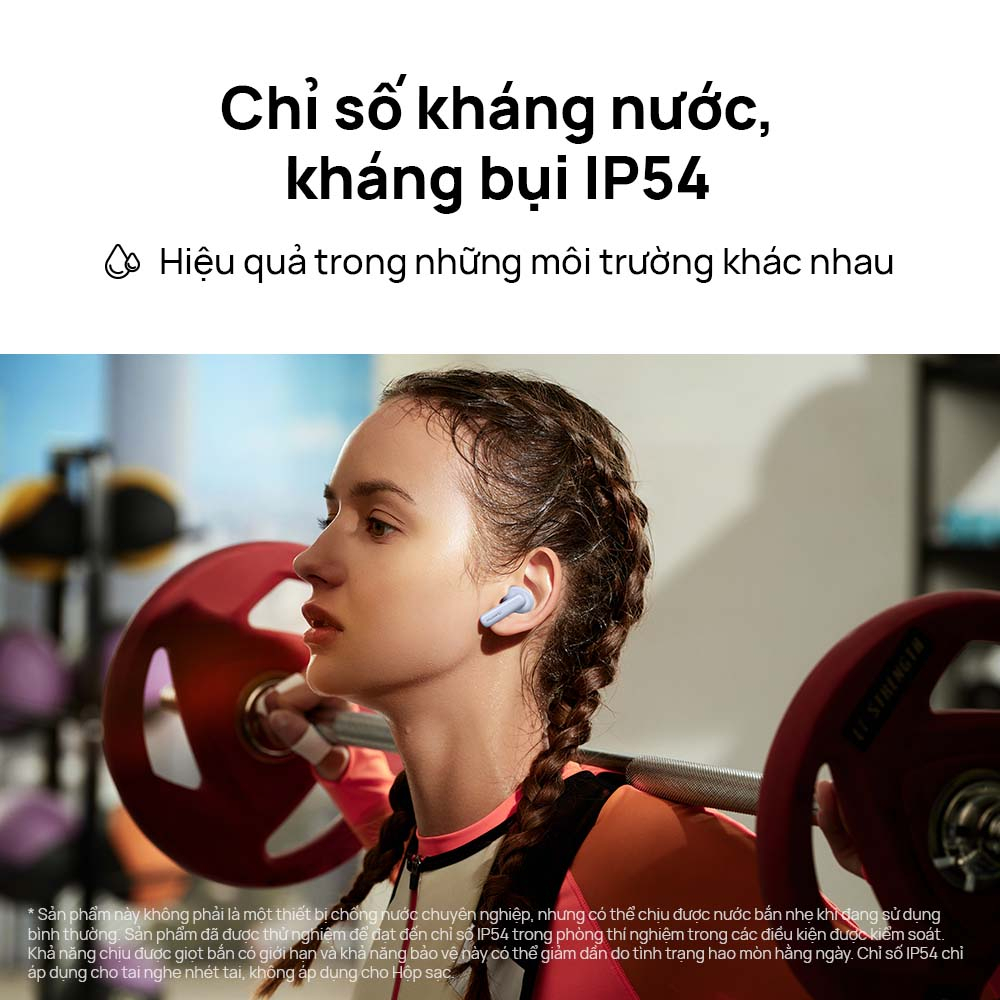 Chỉ số kháng nước,
kháng bụi IP54
Hiệu quả trong những môi trường khác nhau
LT STRENGTH
* Sản phẩm này không phải là một thiết bị chống nước chuyên nghiệp, nhưng có thể chịu được nước bắn nhẹ khi đang sử dụng
bình thường. Sản phẩm đã được thử nghiệm để đạt đến chỉ số IP54 trong phòng thí nghiệm trong các điều kiện được kiểm soát.
Khả năng chịu được giọt bắn có giới hạn và khả năng bảo vệ này có thể giảm dần do tình trạng hao mòn hằng ngày. Chỉ số IP54 chỉ
áp dụng cho tai nghe nhét tai, không áp dụng cho Hộp sạc.